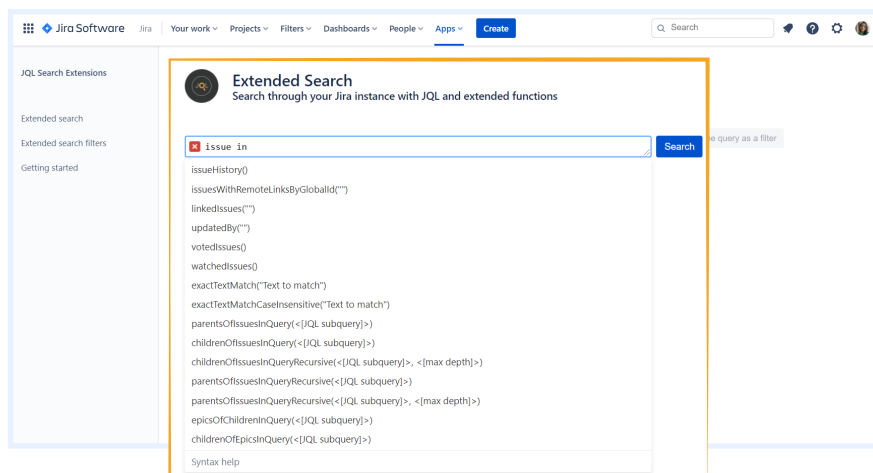 Jira Software Jira Your work Projects Filters Dashboards People Apps Create Search
JQL Search Extensions
Extended search
Extended search filters
Getting started
JQL
Extended Search
Search through your Jira instance with JQL and extended functions
issue in
Search
query as a filter
issueHistory()
issuesWithRemoteLinksByGlobalId("")
linkedIssues("")
updatedBy("")
votedIssues()
watchedIssues()
exactTextMatch("Text to match")
exactTextMatchCaseInsensitive("Text to match")
parentsOfIssuesInQuery(<[JQL subquery]>)
childrenOfIssuesInQuery(<[JQL subquery]>)
childrenOfIssuesInQueryRecursive(<[JQL subquery]>, <[max depth]>)
parentsOfIssuesInQueryRecursive(<[JQL subquery]>)
parentsOfIssuesInQueryRecursive(<[JQL subquery]>, <[max depth]>)
epicsOfChildrenInQuery(<[JQL subquery]>)
childrenOfEpicsInQuery(<[JQL subquery]>)
Syntax help